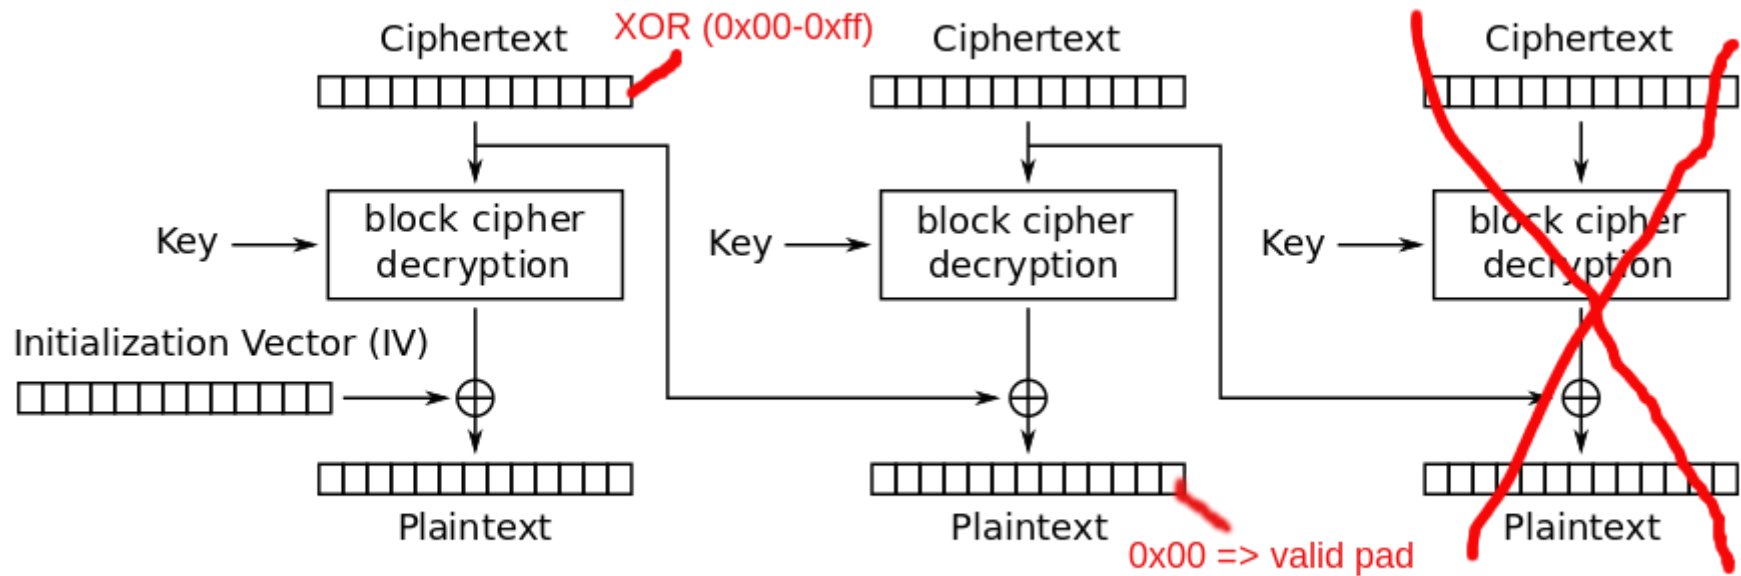 Ciphertext
XOR (0x00-0xff)
Ciphertext
Ciphertext
Key
block cipher
decryption
Key
block cipher
decryption
Key
block cipher
decryption
Initialization Vector (IV)
Plaintext
Plaintext
Plaintext
0x00 => valid pad